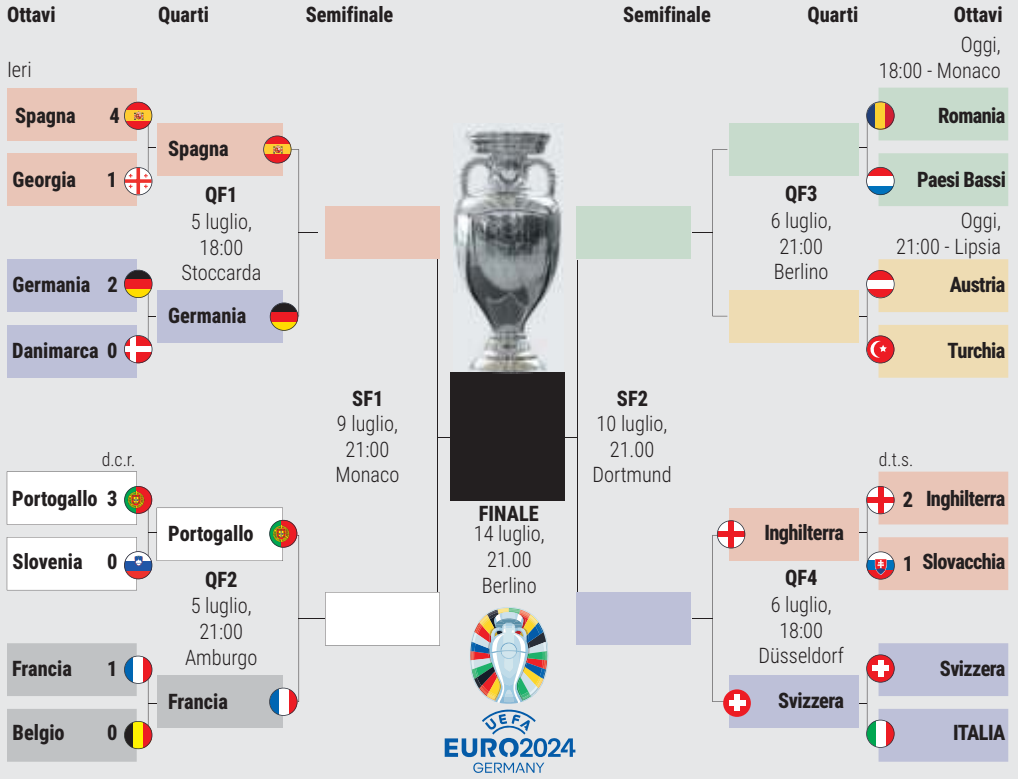 Ottavi
Quarti
Semifinale
Semifinale
Quarti
Ottavi
Ieri
Spagna 4
Georgia 1
Spagna
QF1
5 luglio,
18:00
Stoccarda
Germania 2
Danimarca 0
Germania
SF1
9 luglio,
21:00
Monaco
d.c.r.
Portogallo 3
Slovenia 0
Portogallo
QF2
5 luglio,
21:00
Amburgo
Francia 1
Belgio 0
Francia
FINALE
14 luglio,
21.00
Berlino
UEFA
EURO2024
GERMANY
SF2
10 luglio,
21.00
Dortmund
Oggi,
18:00 - Monaco
Romania
Paesi Bassi
QF3
6 luglio,
21:00
Berlino
Oggi,
21:00 - Lipsia
Austria
Turchia
d.t.s.
2 Inghilterra
1 Slovacchia
Inghilterra
QF4
6 luglio,
18:00
Düsseldorf
Svizzera
Svizzera
ITALIA